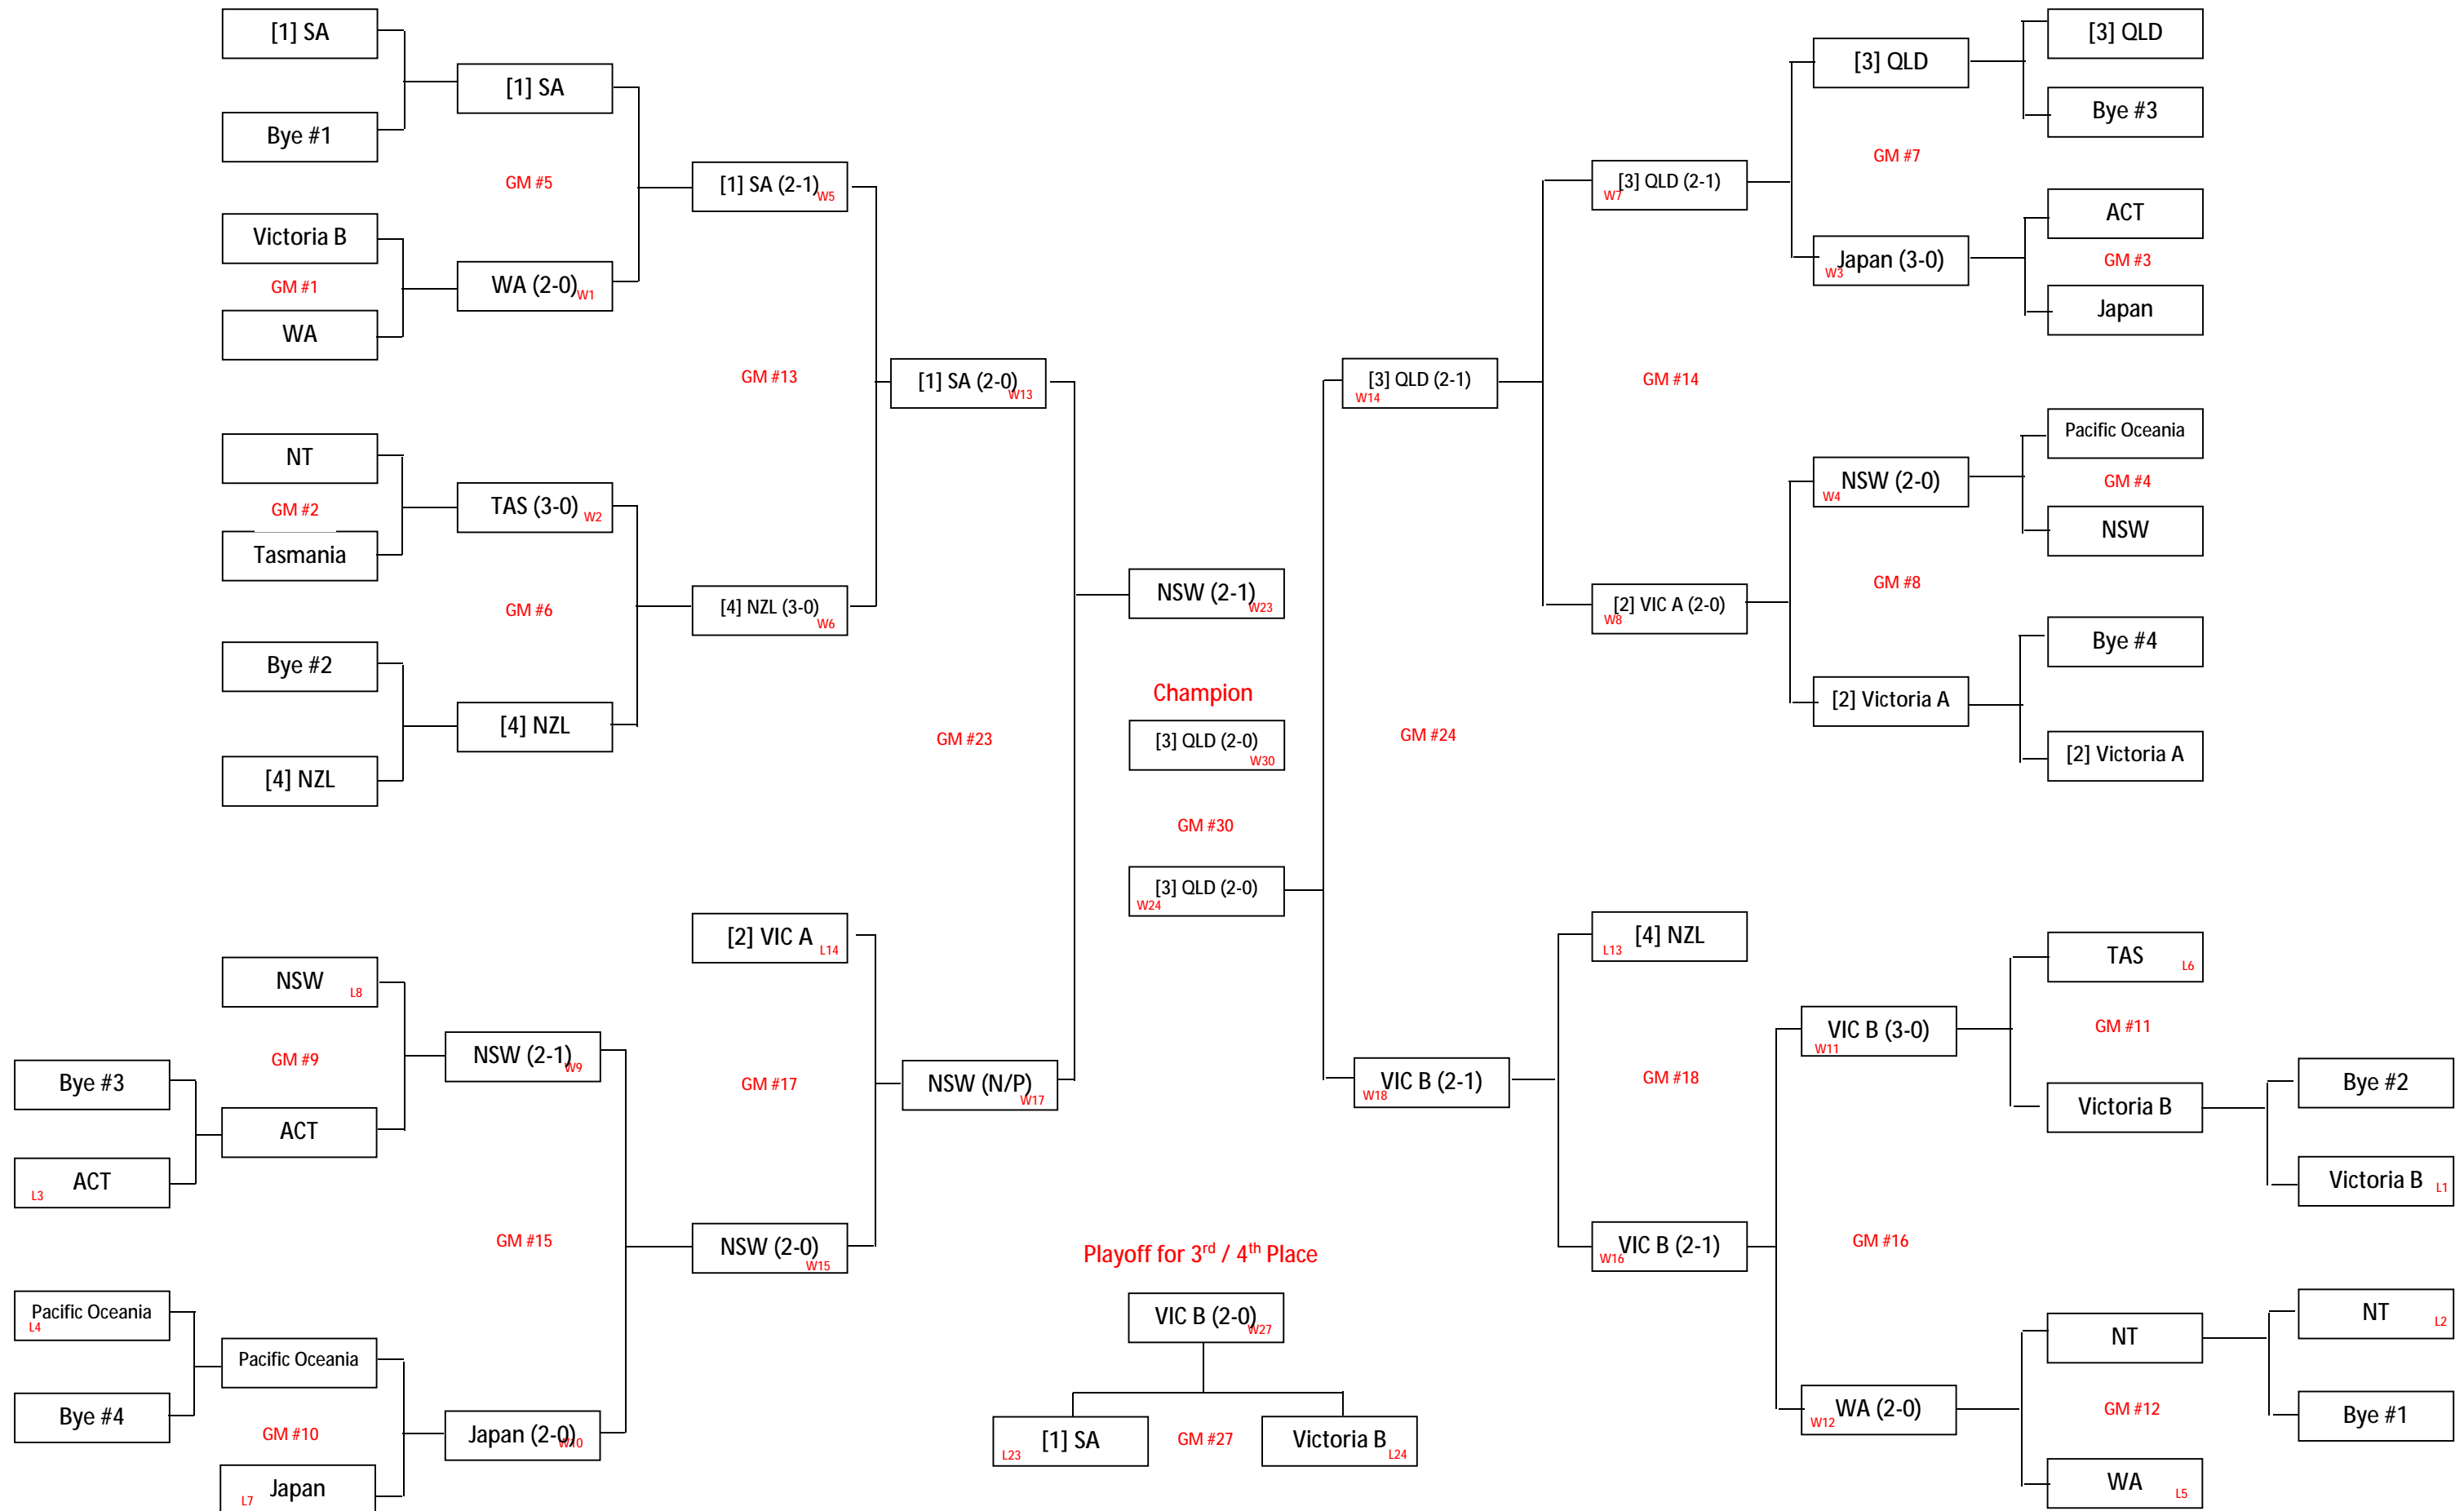 [1] SA
Bye #1
[1] SA
GM #5
Victoria B
GM #1
WA
WA (2-0)
W1
[1] SA (2-1)
W5
NT
GM #2
Tasmania
TAS (3-0)
W2
GM #6
Bye #2
[4] NZL
[4] NZL
[4] NZL (3-0)
W6
GM #13
[1] SA (2-0)
W13
GM #23
NSW (2-1)
W23
Champion
[3] QLD (2-0)
W30
GM #30
[3] QLD (2-0)
W24
[3] QLD (2-1)
W14
GM #24
[3] QLD (2-1)
W7
GM #14
[2] VIC A (2-0)
W8
[3] QLD
GM #7
Japan (3-0)
W3
[3] QLD
Bye #3
ACT
GM #3
Japan
NSW (2-0)
W4
GM #8
[2] Victoria A
Pacific Oceania
GM #4
NSW
Bye #4
[2] Victoria A
NSW
L8
GM #9
Bye #3
ACT
L3
ACT
NSW (2-1)
W9
GM #15
Pacific Oceania
L4
Bye #4
Pacific Oceania
GM #10
Japan
L7
Japan (2-0)
W10
[2] VIC A
L14
GM #17
NSW (2-0)
W15
NSW (N/P)
W17
Playoff for 3rd / 4th Place
VIC B (2-0)
W27
[1] SA
L23
GM #27
Victoria B
L24
VIC B (2-1)
W18
[4] NZL
L13
GM #18
VIC B (2-1)
W16
VIC B (3-0)
W11
GM #16
WA (2-0)
W12
TAS
L6
GM #11
Victoria B
Bye #2
Victoria B
L1
NT
GM #12
WA
L5
NT
L2
Bye #1